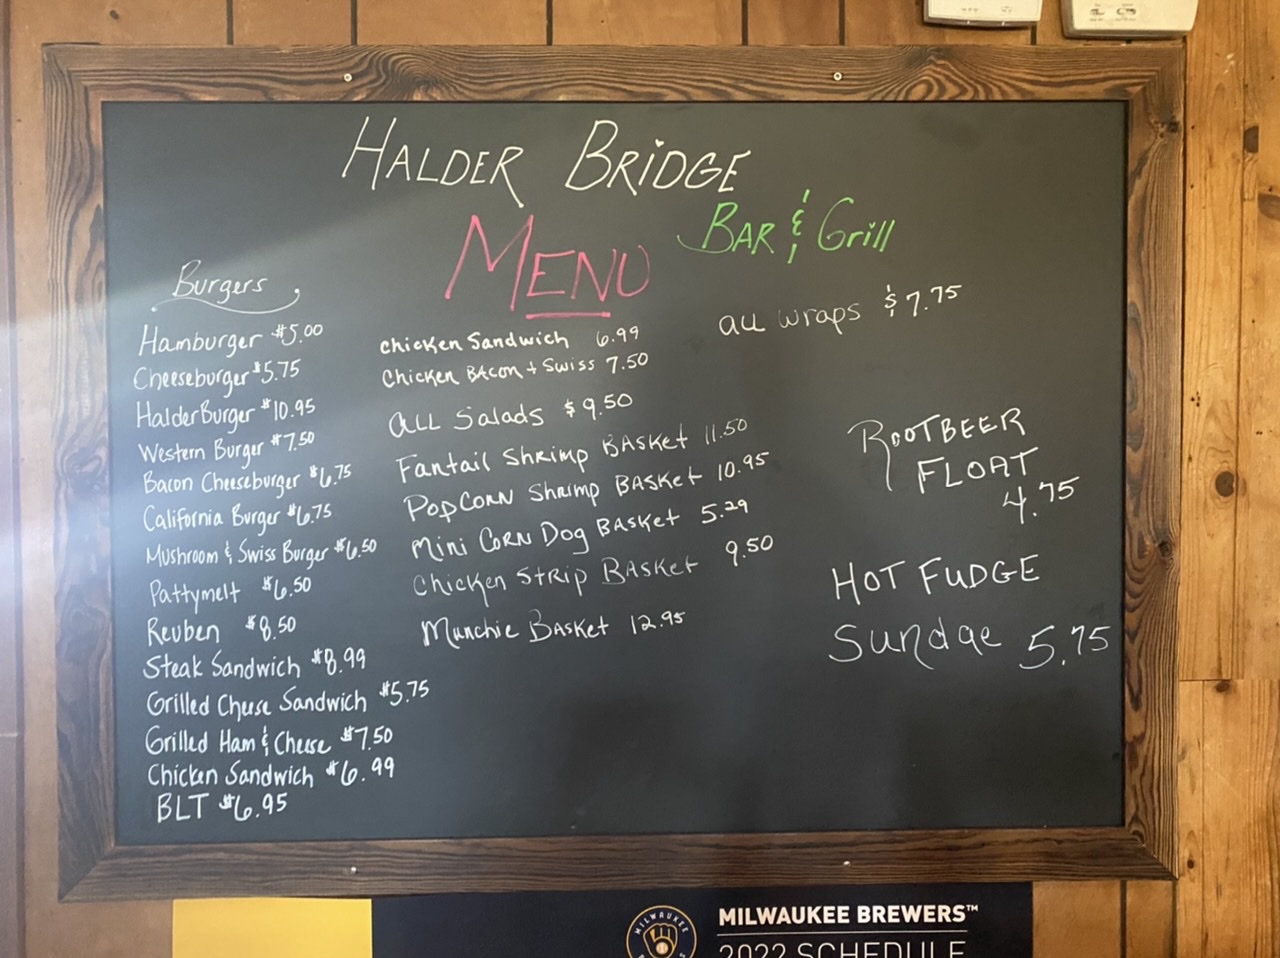 HALDER BRIDGE
BAR & Grill
MENU
Burgers
Hamburger $5.00
Cheeseburger $5.75
HalderBurger $10.95
Western Burger $7.50
Bacon Cheeseburger $6.75
California Burger $6.75
Mushroom & Swiss Burger $6.50
Pattymelt $6.50
Reuben $8.50
Steak Sandwich $8.99
Grilled Cheese Sandwich $5.75
Grilled Ham & Cheese $7.50
Chicken Sandwich $6.99
BLT $6.95
chicken Sandwich 6.99
Chicken BAcon + Swiss 7.50
ALL Salads $9.50
Fantail Shrimp BASKet 11.50
PopCorn Shrimp BASKet 10.95
Mini CORN Dog BASKet 5.29
Chicken Strip BASKet 9.50
Munchie BASKet 12.95
ALL wraps $7.75
ROOTBEER
FLOAT
4.75
HOT FUDGE
Sundae 5.75
MILWAUKEE BREWERS™
2022 SCHEDULE
MILWAUKEE